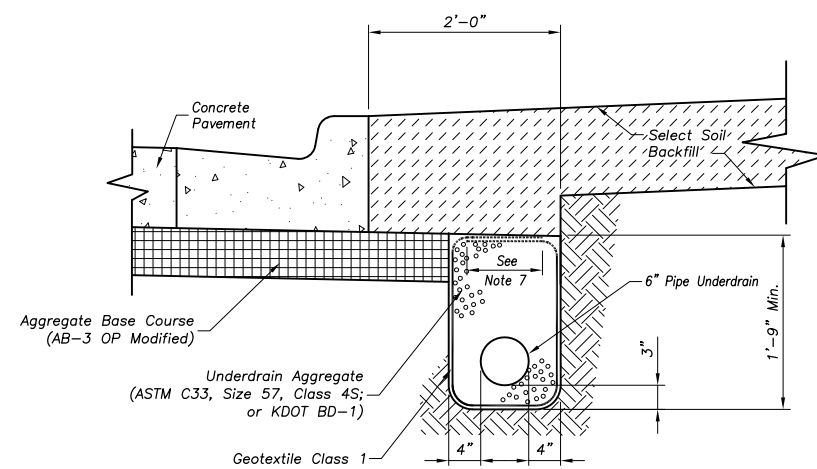 2'-0"
Concrete
Pavement
Select Soil
Backfill
See
Note 7
6" Pipe Underdrain
1'-9" Min.
3"
Aggregate Base Course
(AB-3 OP Modified)
Underdrain Aggregate
(ASTM C33, Size 57, Class 4S;
or KDOT BD-1)
Geotextile Class 1
4"
4"